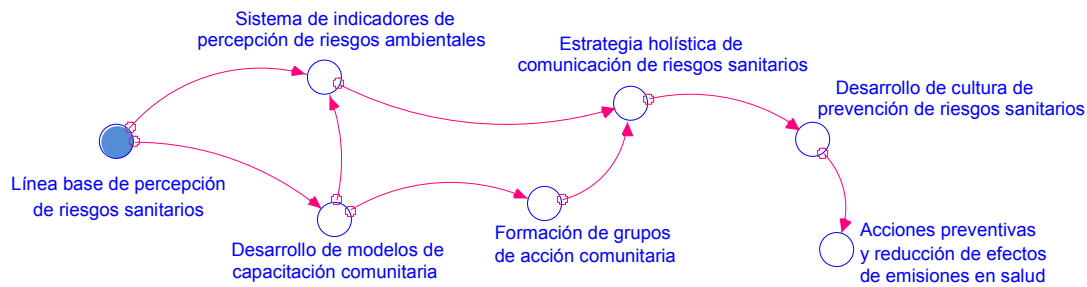 Sistema de indicadores de
percepción de riesgos ambientales
Estrategia holística de
comunicación de riesgos sanitarios
Desarrollo de cultura de
prevención de riesgos sanitarios
Línea base de percepción
de riesgos sanitarios
Desarrollo de modelos de
capacitación comunitaria
Formación de grupos
de acción comunitaria
Acciones preventivas
y reducción de efectos
de emisiones en salud